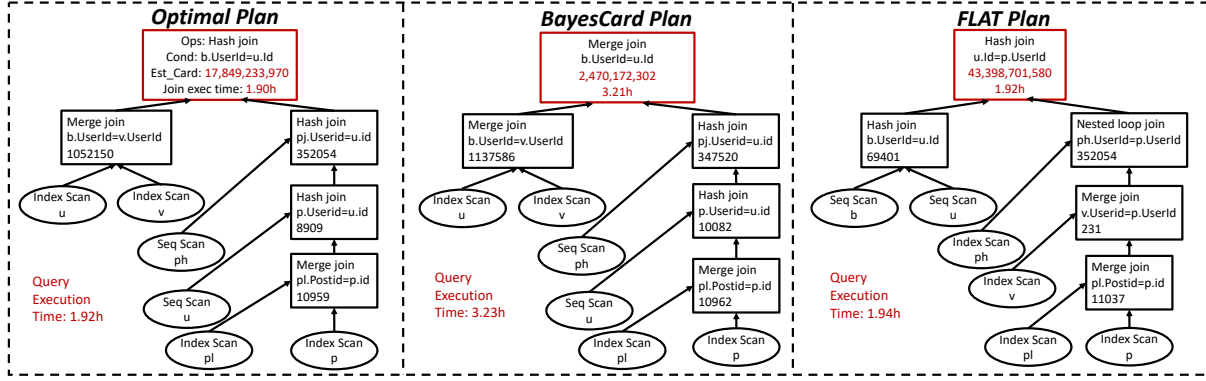 Optimal Plan
Ops: Hash join
Cond: b.UserId=u.Id
Est_Card: 17,849,233,970
Join exec time: 1.90h
Merge join
b.UserId=v.UserId
1052150
Hash join
pj.Userid=u.id
352054
Index Scan
u
Index Scan
v
Hash join
p.Userid=u.id
8909
Seq Scan
ph
Merge join
pl.Postid=p.id
10959
Seq Scan
u
Query
Execution
Time: 1.92h
Index Scan
pl
Index Scan
p
BayesCard Plan
Merge join
b.UserId=u.Id
2,470,172,302
3.21h
Merge join
b.UserId=v.UserId
1137586
Hash join
pj.Userid=u.id
347520
Index Scan
u
Index Scan
v
Hash join
p.Userid=u.id
10082
Seq Scan
ph
Merge join
pl.Postid=p.id
10962
Seq Scan
u
Query
Execution
Time: 3.23h
Index Scan
pl
Index Scan
p
FLAT Plan
Hash join
u.Id=p.UserId
43,398,701,580
1.92h
Hash join
b.UserId=u.Id
69401
Nested loop join
ph.UserId=p.UserId
352054
Seq Scan
b
Seq Scan
u
Merge join
v.Userid=p.UserId
231
Index Scan
ph
Index Scan
v
Merge join
pl.Postid=p.id
11037
Query
Execution
Time: 1.94h
Index Scan
pl
Index Scan
p